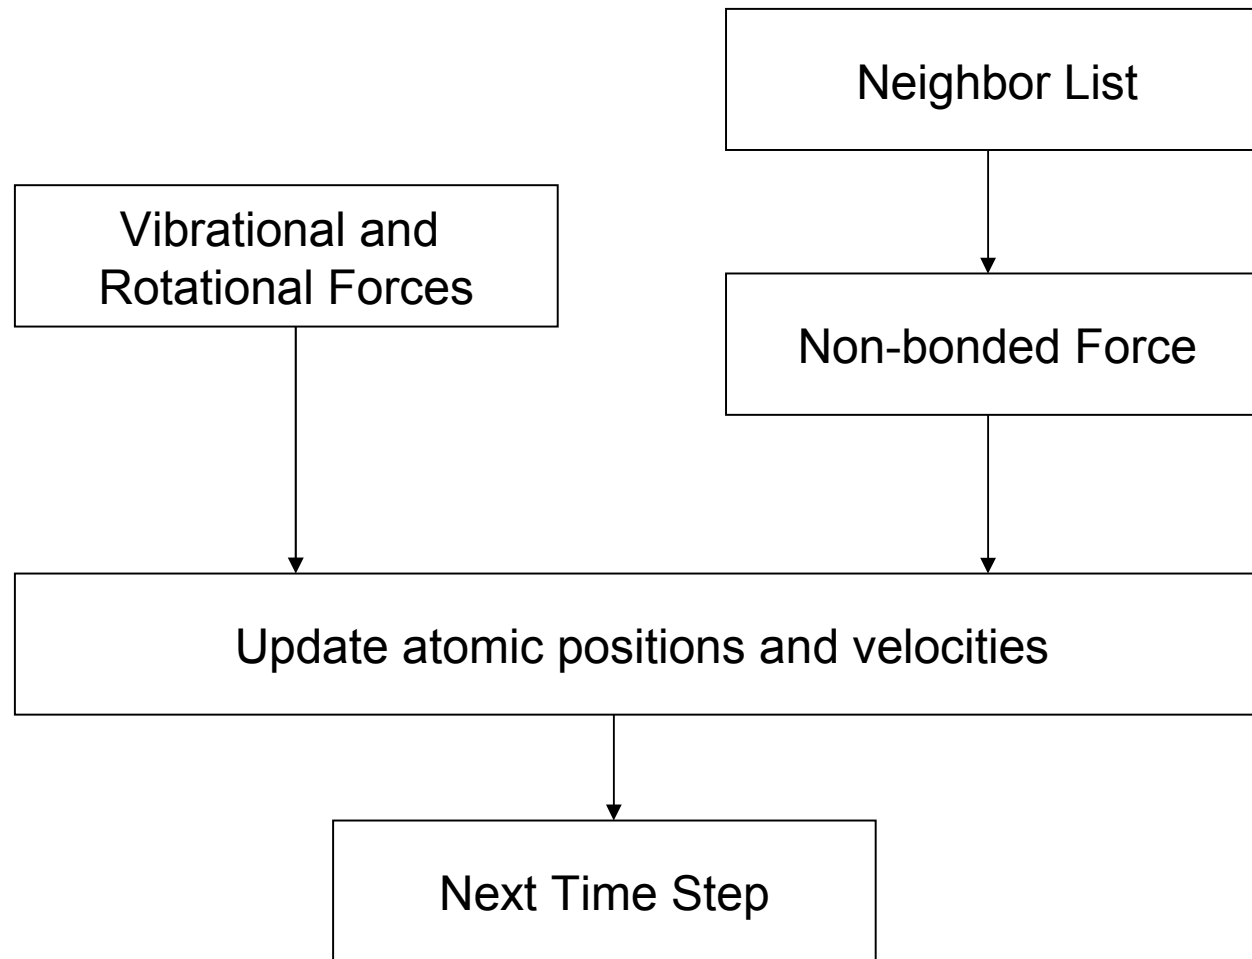 Neighbor List
Vibrational and
Rotational Forces
Non-bonded Force
Update atomic positions and velocities
Next Time Step